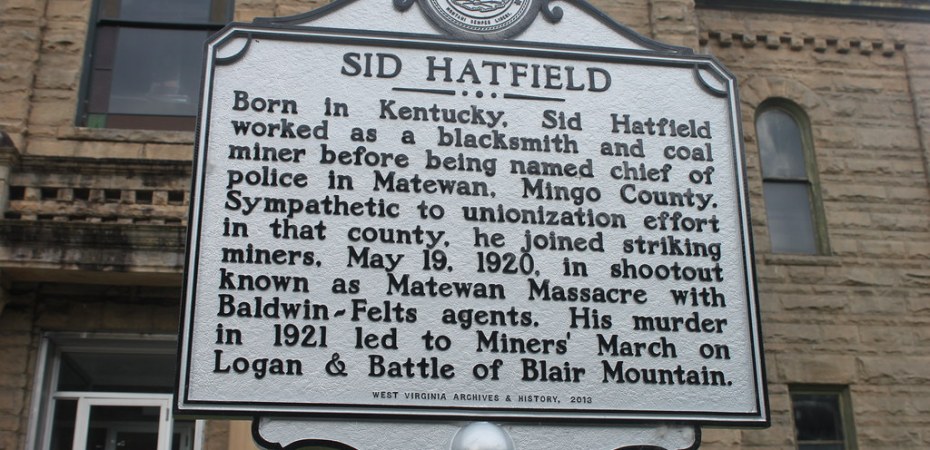 MONTANI SEMPER LIBERI
SID HATFIELD
Born in Kentucky, Sid Hatfield
worked as a blacksmith and coal
miner before being named chief of
police in Matewan, Mingo County.
Sympathetic to unionization effort
in that county, he joined striking
miners, May 19, 1920, in shootout
known as Matewan Massacre with
Baldwin-Felts agents. His murder
in 1921 led to Miners' March on
Logan & Battle of Blair Mountain.
WEST VIRGINIA ARCHIVES & HISTORY, 2013